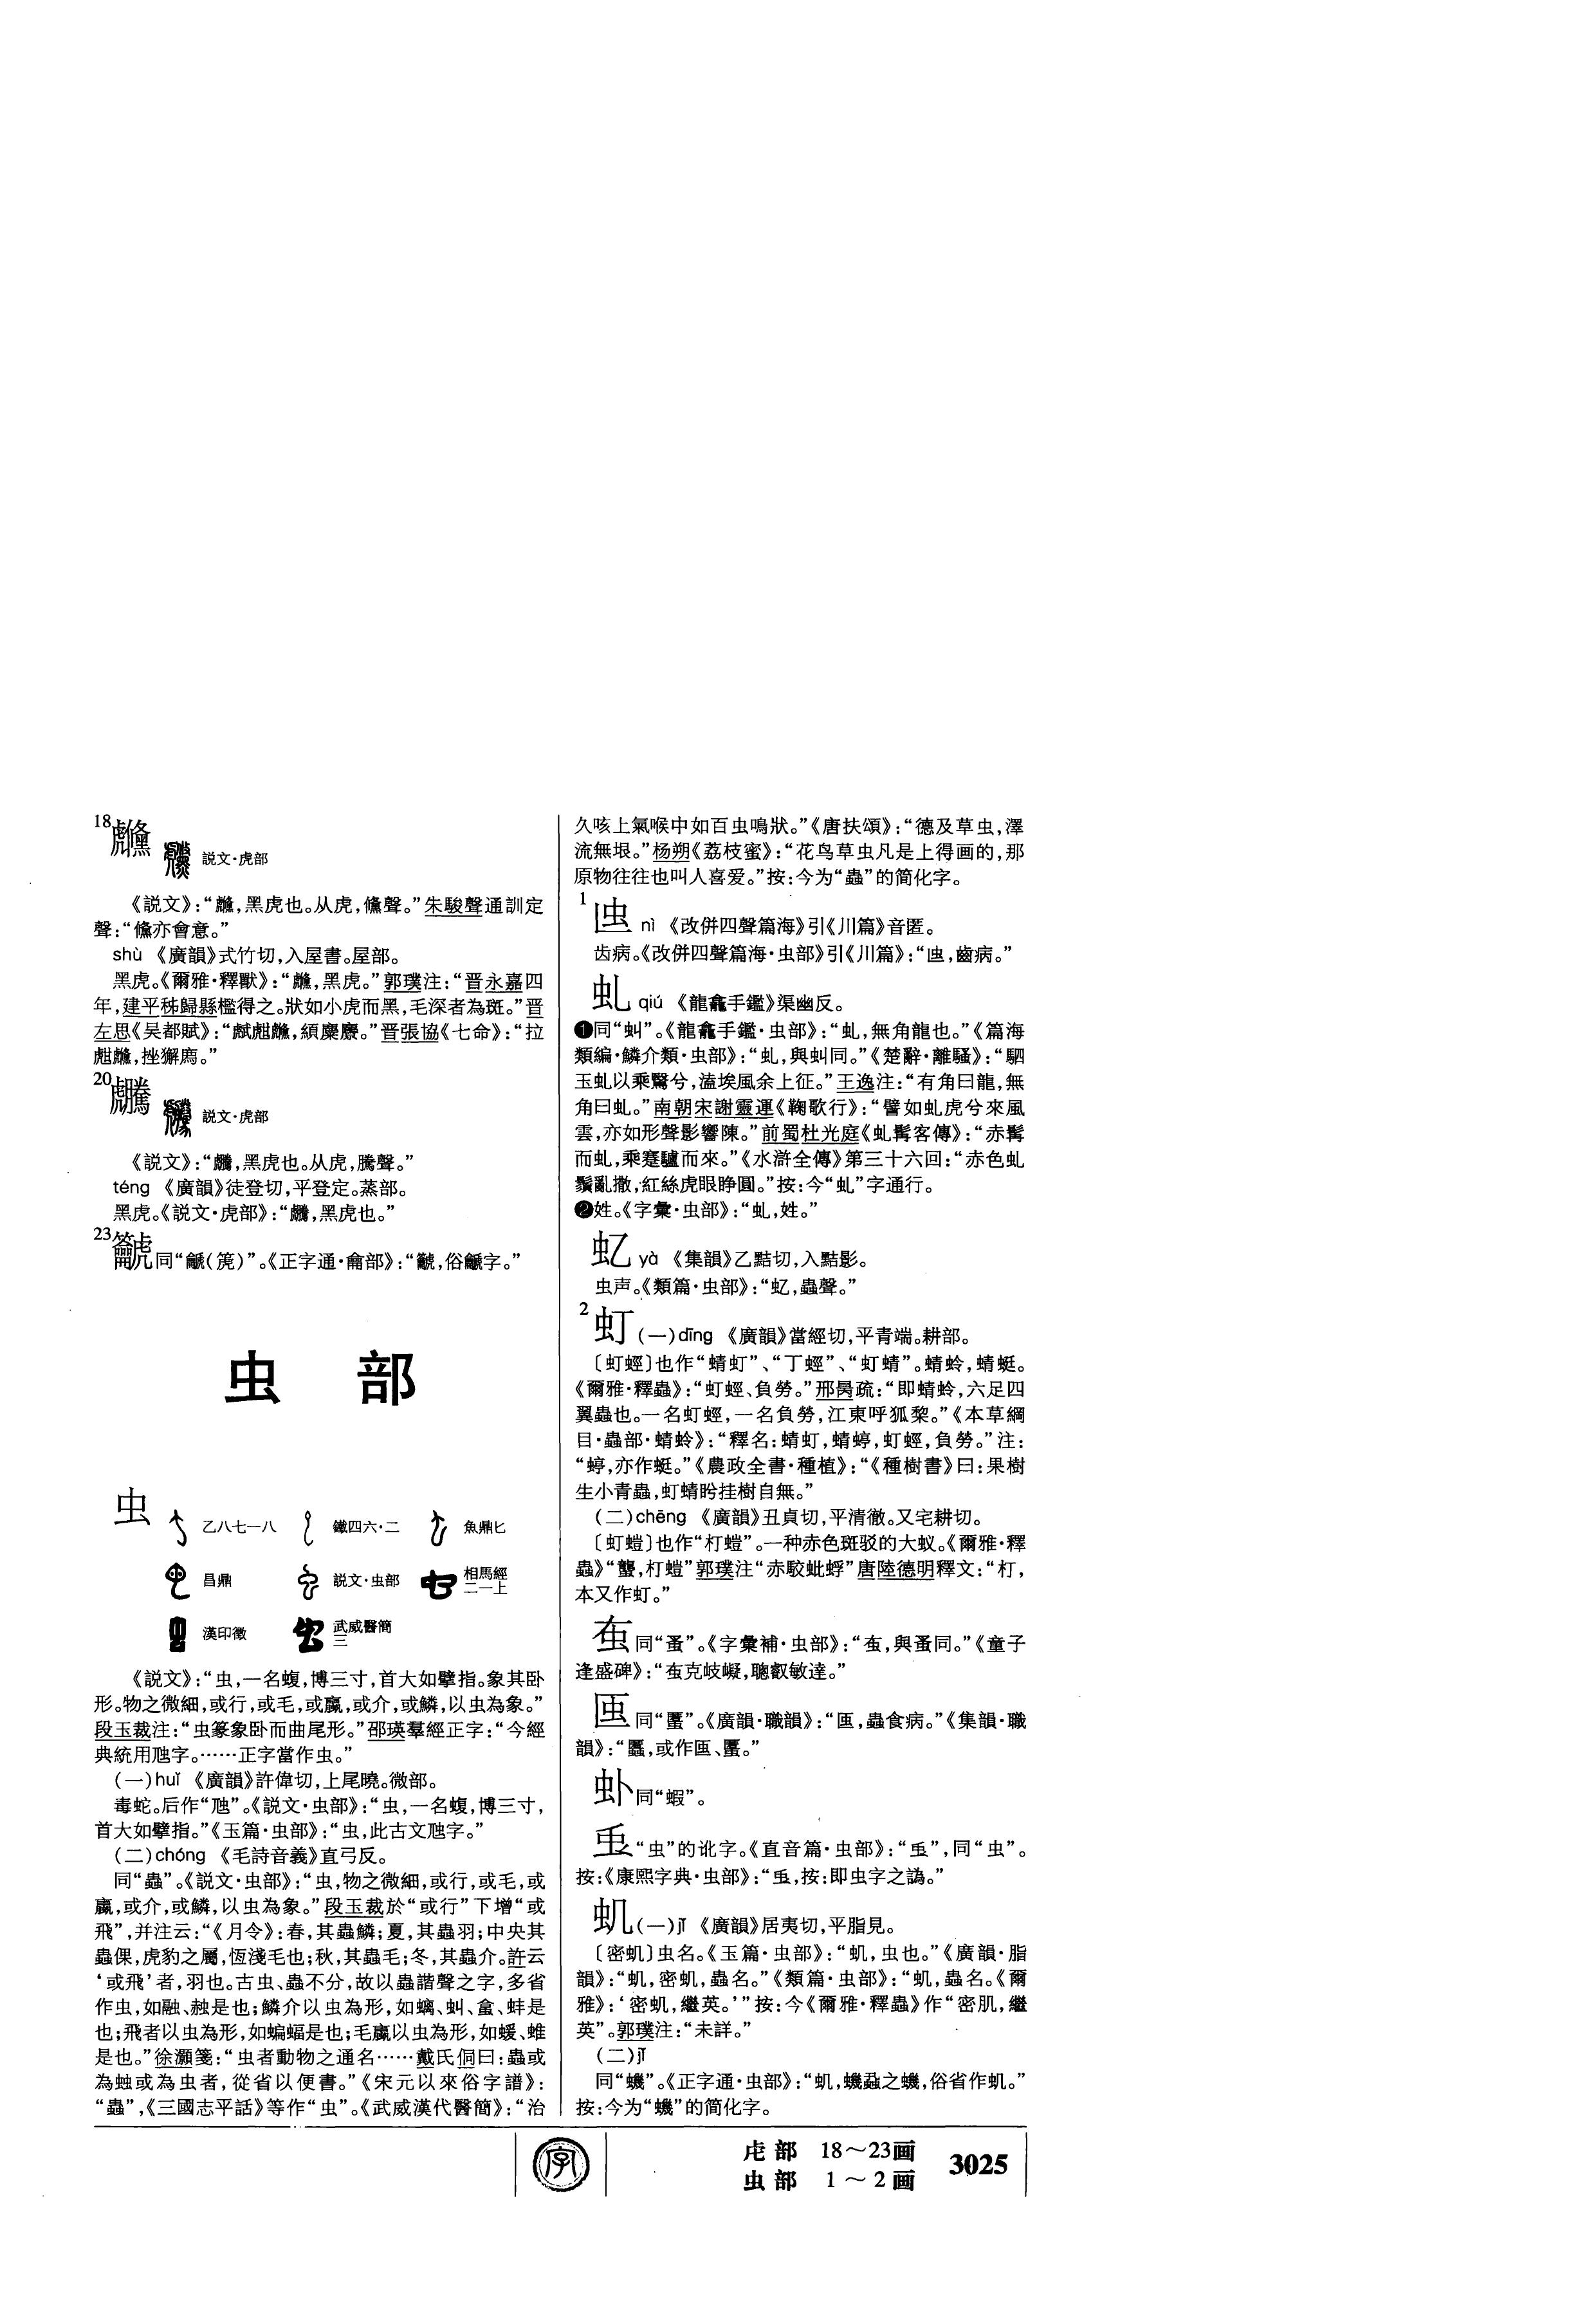 18
虪 説文·虎部
《説文》：“虪，黑虎也。从虎，儵聲。”朱駿聲通訓定
聲：“儵亦會意。”
shù 《廣韻》式竹切，入屋書。屋部。
黑虎。《爾雅·釋獸》：“虪，黑虎。”郭璞注：“晋永嘉四
年，建平秭歸縣檻得之。狀如小虎而黑，毛深者為斑。”晋
左思《吴都賦》：“甝虪，須麋麖。”晋張協《七命》：“拉
甝虪，挫獬廌。”
20
䲍 説文·虎部
《説文》：“，黑虎也。从虎，騰聲。”
téng 《廣韻》徒登切，平登定。蒸部。
黑虎。《説文·虎部》：“，黑虎也。”
23
同“龥（篪）”。《正字通·龠部》：“，俗字。”
虫 部
虫 乙八七一八 鐵四六·二 魚鼎匕
昌鼎 説文·虫部 相馬經二一上
漢印徵 武威醫簡三
《説文》：“虫，一名蝮，博三寸，首大如擘指。象其卧
形。物之微細，或行，或毛，或蠃，或介，或鱗，以虫為象。”
段玉裁注：“虫篆象卧而曲尾形。”邵瑛羣經正字：“今經
典統用虺字。……正字當作虫。”
（一）huǐ 《廣韻》許偉切，上尾曉。微部。
毒蛇。后作“虺”。《説文·虫部》：“虫，一名蝮，博三寸，
首大如擘指。”《玉篇·虫部》：“虫，此古文虺字。”
（二）chóng 《毛詩音義》直弓反。
同“蟲”。《説文·虫部》：“虫，物之微細，或行，或毛，或
蠃，或介，或鱗，以虫為象。”段玉裁於“或行”下增“或
飛”，并注云：“《月令》：春，其蟲鱗；夏，其蟲羽；中央其
蟲倮，虎豹之屬，恆淺毛也；秋，其蟲毛；冬，其蟲介。許云
‘或飛’者，羽也。古虫、蟲不分，故以蟲諧聲之字，多省
作虫，如融、赨是也；鱗介以虫為形，如螭、虯、盒、蚌是
也；飛者以虫為形，如蝙蝠是也；毛蠃以虫為形，如蝯、蜼
是也。”徐灝箋：“虫者動物之通名……戴氏侗曰：蟲或
為䖵或為虫者，從省以便書。”《宋元以來俗字譜》：
“蟲”，《三國志平話》等作“虫”。《武威漢代醫簡》：“治
久咳上氣喉中如百虫鳴狀。”《唐扶頌》：“德及草虫，澤
流無垠。”杨朔《荔枝蜜》：“花鸟草虫凡是上得画的，那
原物往往也叫人喜爱。”按：今为“蟲”的简化字。
1
nì 《改併四聲篇海》引《川篇》音匿。
齿病。《改併四聲篇海·虫部》引《川篇》：“，齒病。”
虬 qiú 《龍龕手鑑》渠幽反。
❶同“虯”。《龍龕手鑑·虫部》：“虬，無角龍也。”《篇海
類編·鱗介類·虫部》：“虬，與虯同。”《楚辭·離騷》：“駟
玉虬以乘鷖兮，溘埃風余上征。”王逸注：“有角曰龍，無
角曰虬。”南朝宋謝靈運《鞠歌行》：“譬如虬虎兮來風
雲，亦如形聲影響陳。”前蜀杜光庭《虬髯客傳》：“赤髯
而虬，乘蹇驢而來。”《水滸全傳》第三十六回：“赤色虬
鬚亂撒，紅絲虎眼睁圓。”按：今“虬”字通行。
❷姓。《字彙·虫部》：“虬，姓。”
yà 《集韻》乙黠切，入黠影。
虫声。《類篇·虫部》：“，蟲聲。”
2
虰 （一）dīng 《廣韻》當經切，平青端。耕部。
〔虰蛵〕也作“蜻虰”、“丁蛵”、“虰蜻”。蜻蛉，蜻蜓。
《爾雅·釋蟲》：“虰蛵、負勞。”邢昺疏：“即蜻蛉，六足四
翼蟲也。一名虰蛵，一名負勞，江東呼狐黎。”《本草綱
目·蟲部·蜻蛉》：“釋名：蜻虰，蜻蝏，虰蛵，負勞。”注：
“蝏，亦作蜓。”《農政全書·種植》：“《種樹書》曰：果樹
生小青蟲，虰蜻盻挂樹自無。”
（二）chēng 《廣韻》丑貞切，平清徹。又宅耕切。
〔虰螘〕也作“朾螘”。一种赤色斑驳的大蚁。《爾雅·釋
蟲》“蠪，朾螘”郭璞注“赤駮蚍蜉”唐陸德明釋文：“朾，
本又作虰。”
䖝 同“蚤”。《字彙補·虫部》：“，與蚤同。”《童子
逢盛碑》：“克岐嶷，聰叡敏達。”
同“蠠”。《廣韻·職韻》：“，蟲食病。”《集韻·職
韻》：“，或作、。”
虲 同“蝦”。
“虫”的讹字。《直音篇·虫部》：“”，同“虫”。
按：《康熙字典·虫部》：“，按：即虫字之譌。”
虮 （一）jī 《廣韻》居夷切，平脂見。
〔密虮〕虫名。《玉篇·虫部》：“虮，虫也。”《廣韻·脂
韻》：“虮，密虮，蟲名。”《類篇·虫部》：“虮，蟲名。《爾
雅》：‘密虮，繼英。’”按：今《爾雅·釋蟲》作“密肌，繼
英”。郭璞注：“未詳。”
（二）jǐ
同“蟣”。《正字通·虫部》：“虮，蟣蝨之蟣，俗省作虮。”
按：今为“蟣”的简化字。
字
虍部 18～23画
虫部 1～2画
3025